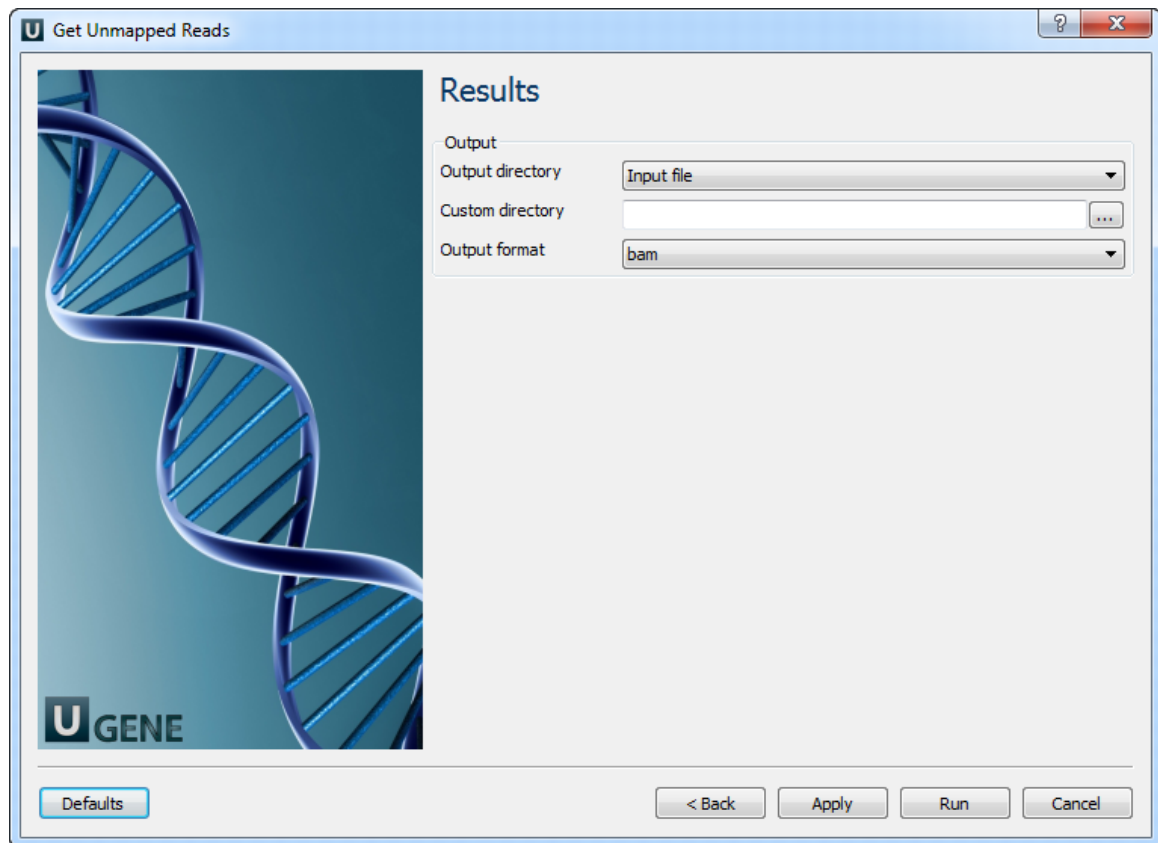 U Get Unmapped Reads
Results
Output
Output directory Input file
Custom directory ...
Output format bam
U GENE
Defaults < Back Apply Run Cancel